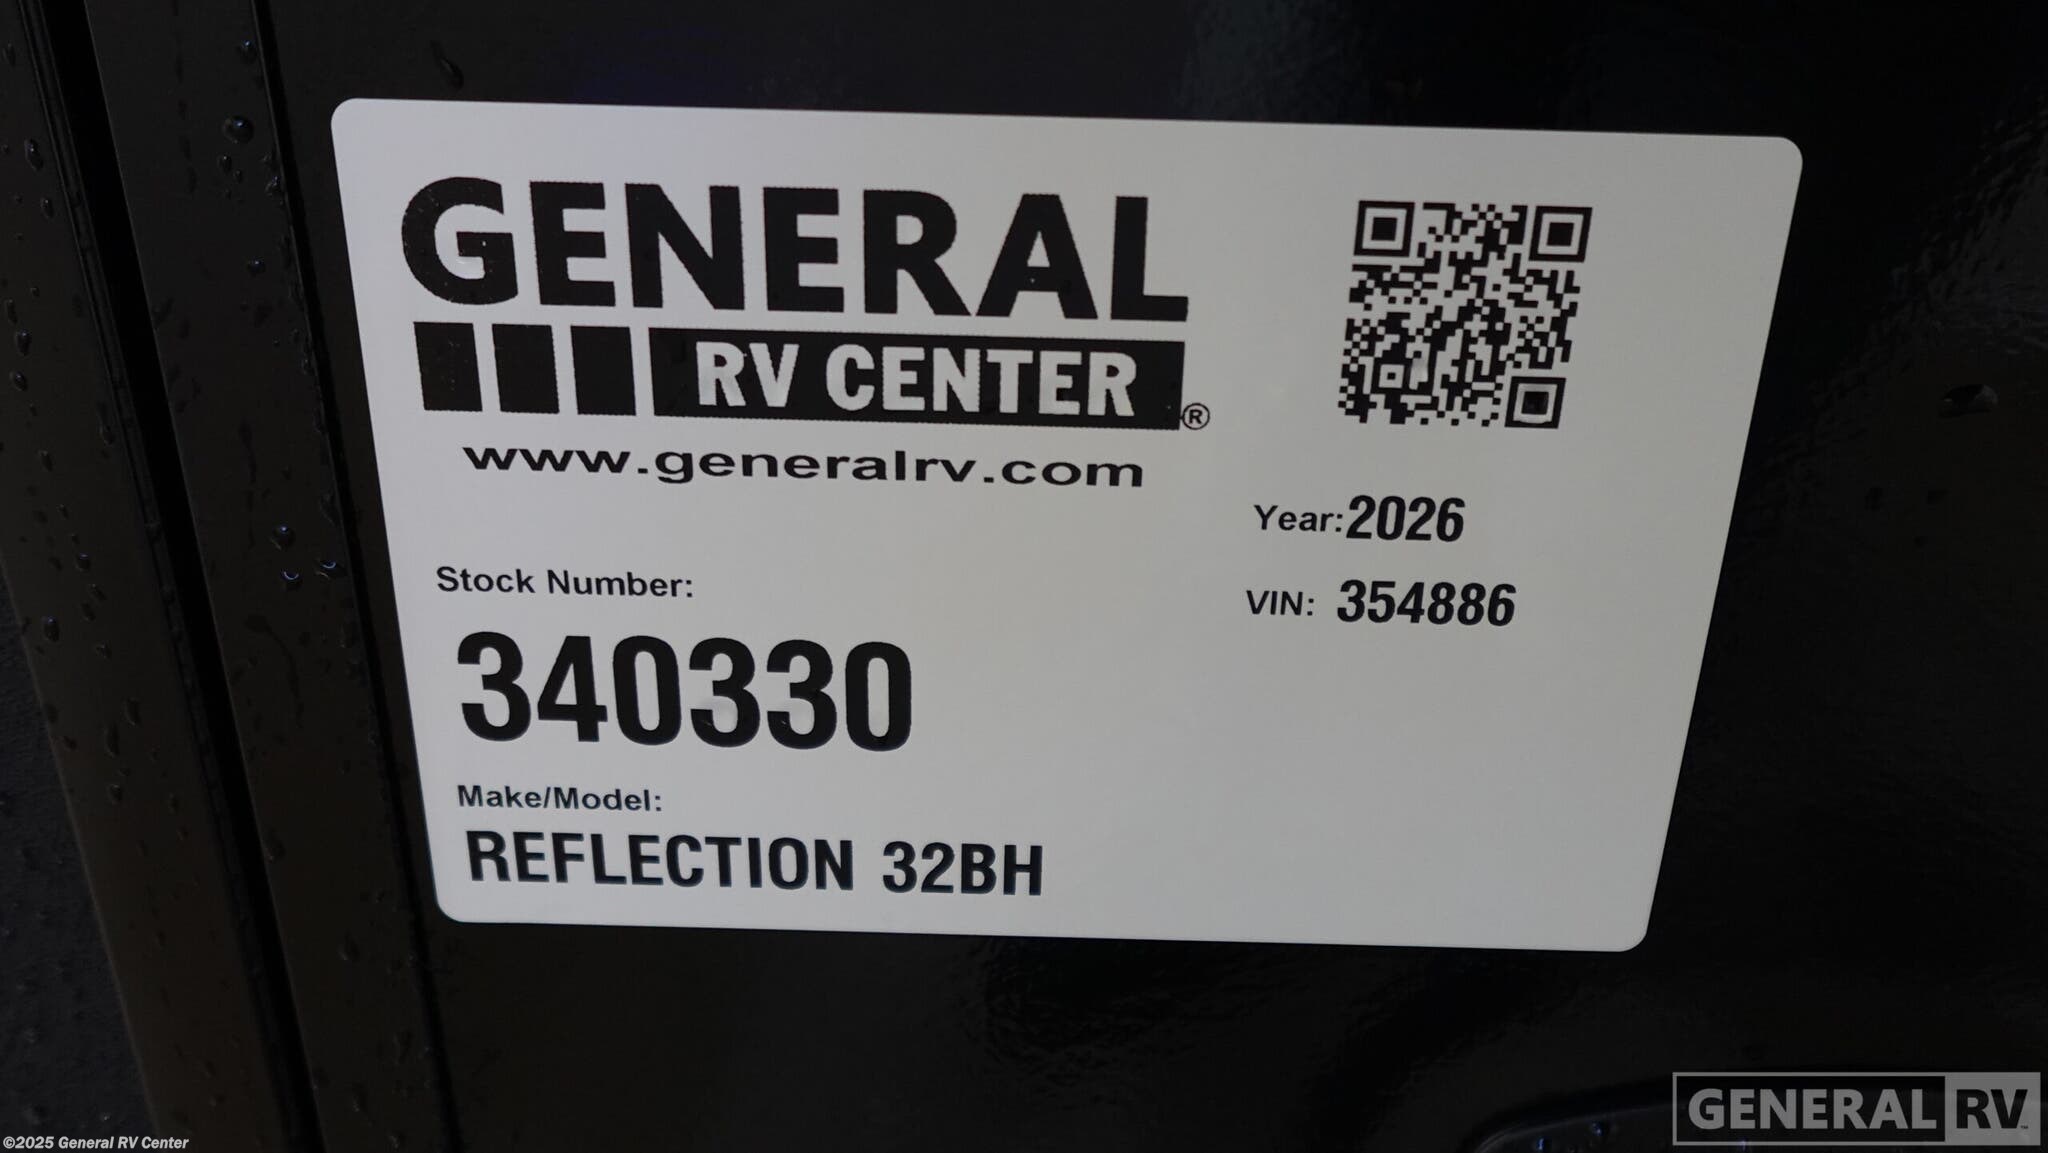 GENERAL
RV CENTER®
www.generalrv.com
Year: 2026
VIN: 354886
Stock Number:
340330
Make/Model:
REFLECTION 32BH
GENERAL RV™
©2025 General RV Center